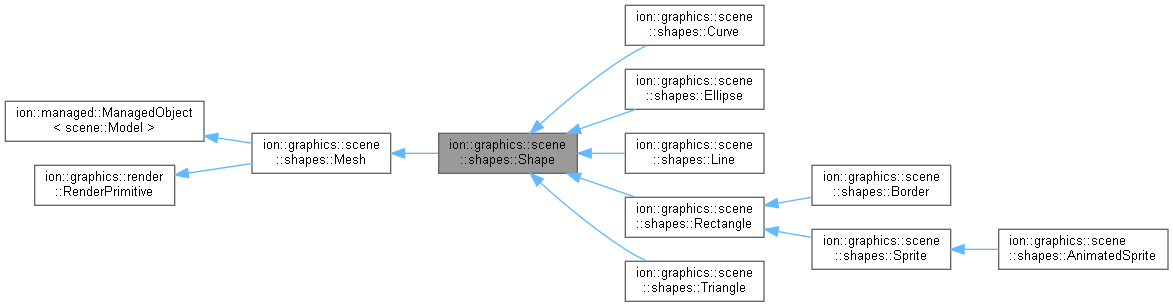 ion::managed::ManagedObject
< scene::Model >
ion::graphics::render
::RenderPrimitive
ion::graphics::scene
::shapes::Mesh
ion::graphics::scene
::shapes::Shape
ion::graphics::scene
::shapes::Curve
ion::graphics::scene
::shapes::Ellipse
ion::graphics::scene
::shapes::Line
ion::graphics::scene
::shapes::Rectangle
ion::graphics::scene
::shapes::Triangle
ion::graphics::scene
::shapes::Border
ion::graphics::scene
::shapes::Sprite
ion::graphics::scene
::shapes::AnimatedSprite